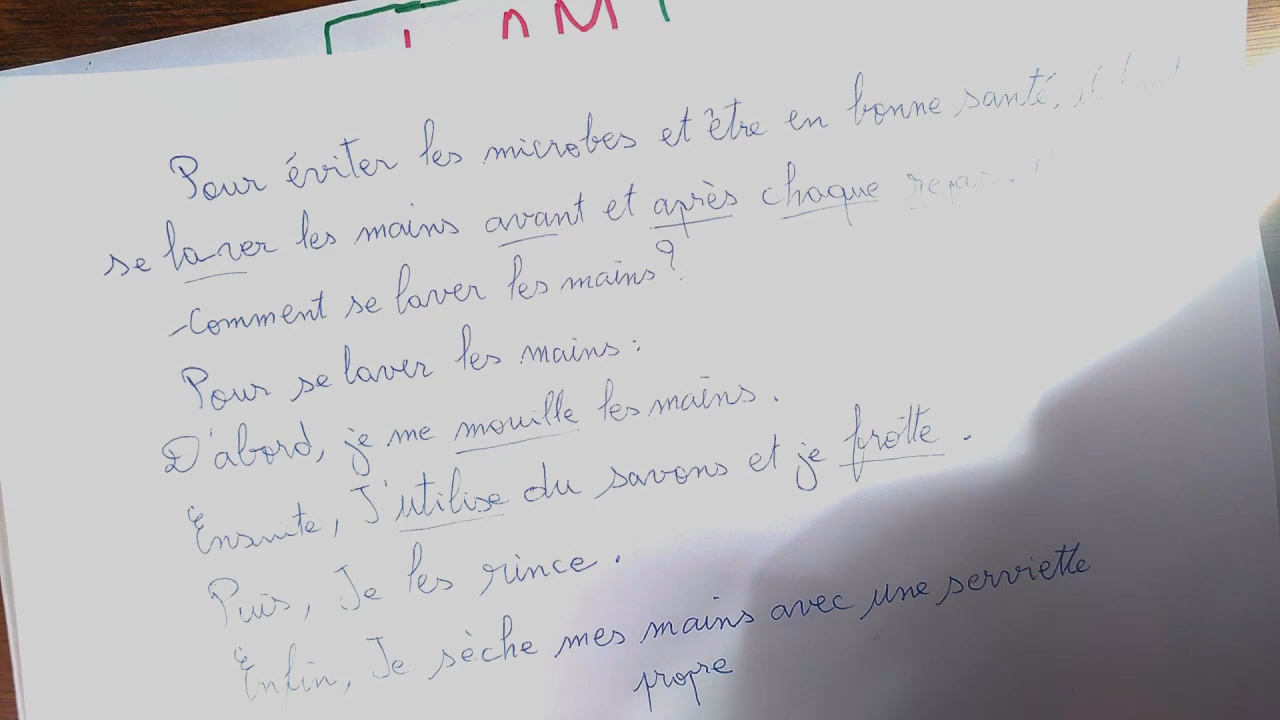 Pour éviter les microbes et être en bonne santé, il
se laver les mains avant et après chaque repas
-Comment se laver les mains?
Pour se laver les mains :
D'abord, je me mouille les mains.
Ensuite, J'utilise du savons et je frotte.
Puis, Je les rince.
Enfin, Je sèche mes mains avec une serviette
propre